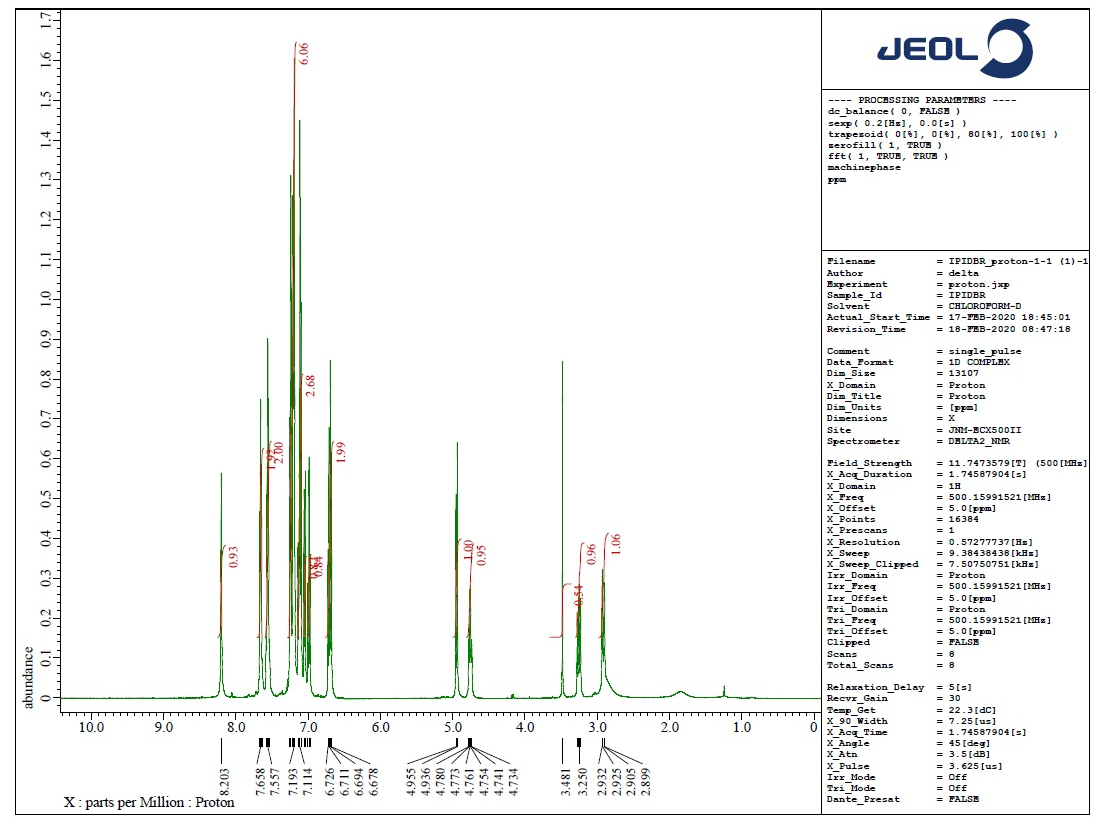 JEOL
---- PROCESSING PARAMETERS ----
dc_balance( 0, FALSE )
sexp( 0.2[Hz], 0.0[s] )
trapezoid( 0[%], 0[%], 80[%], 100[%] )
zerofill( 1, TRUE )
fft( 1, TRUE, TRUE )
machinephase
ppm
Filename = IPIDBR_proton-1-1 (1)-1
Author = delta
Experiment = proton.jxp
Sample_Id = IPIDBR
Solvent = CHLOROFORM-D
Actual_Start_Time = 17-FEB-2020 18:45:01
Revision_Time = 18-FEB-2020 08:47:18
Comment = single_pulse
Data_Format = 1D COMPLEX
Dim_Size = 13107
X_Domain = Proton
Dim_Title = Proton
Dim_Units = [ppm]
Dimensions = X
Site = JNM-ECX500II
Spectrometer = DELTA2_NMR
Field_Strength = 11.7473579[T] (500[MHz]
X_Acq_Duration = 1.74587904[s]
X_Domain = 1H
X_Freq = 500.15991521[MHz]
X_Offset = 5.0[ppm]
X_Points = 16384
X_Prescans = 1
X_Resolution = 0.57277737[Hz]
X_Sweep = 9.38438438[kHz]
X_Sweep_Clipped = 7.50750751[kHz]
Irr_Domain = Proton
Irr_Freq = 500.15991521[MHz]
Irr_Offset = 5.0[ppm]
Tri_Domain = Proton
Tri_Freq = 500.15991521[MHz]
Tri_Offset = 5.0[ppm]
Clipped = FALSE
Scans = 8
Total_Scans = 8
Relaxation_Delay = 5[s]
Recvr_Gain = 30
Temp_Get = 22.3[dC]
X_90_Width = 7.25[us]
X_Acq_Time = 1.74587904[s]
X_Angle = 45[deg]
X_Atn = 3.5[dB]
X_Pulse = 3.625[us]
Irr_Mode = Off
Tri_Mode = Off
Dante_Presat = FALSE
abundance
0 0.1 0.2 0.3 0.4 0.5 0.6 0.7 0.8 0.9 1.0 1.1 1.2 1.3 1.4 1.5 1.6 1.7
0.93 1.92 2.00 6.06 2.68 0.84 1.99 1.00 0.95 0.54 0.96 1.06
10.0 9.0 8.0 7.0 6.0 5.0 4.0 3.0 2.0 1.0 0
8.203 7.658 7.557 7.193 7.114 6.726 6.711 6.694 6.678 4.955 4.936 4.780 4.773 4.761 4.754 4.741 4.734 3.481 3.250 2.932 2.925 2.905 2.899
X : parts per Million : Proton